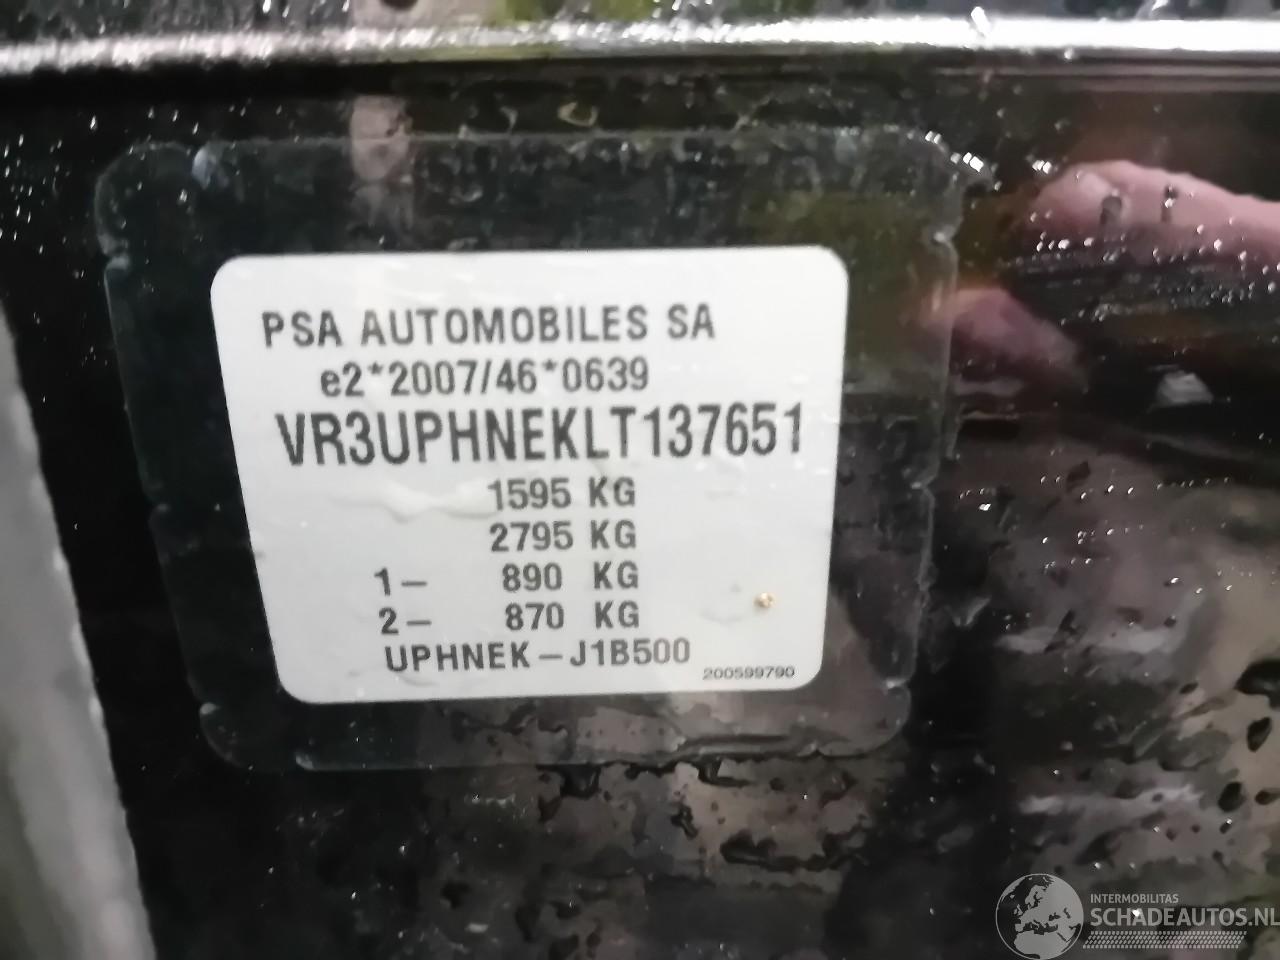 PSA AUTOMOBILES SA
e2*2007/46*0639
VR3UPHNEKLT137651
1595 KG
2795 KG
1- 890 KG
2- 870 KG
UPHNEK-J1B500
200599790
INTERMOBILITAS
SCHADEAUTOS.NL